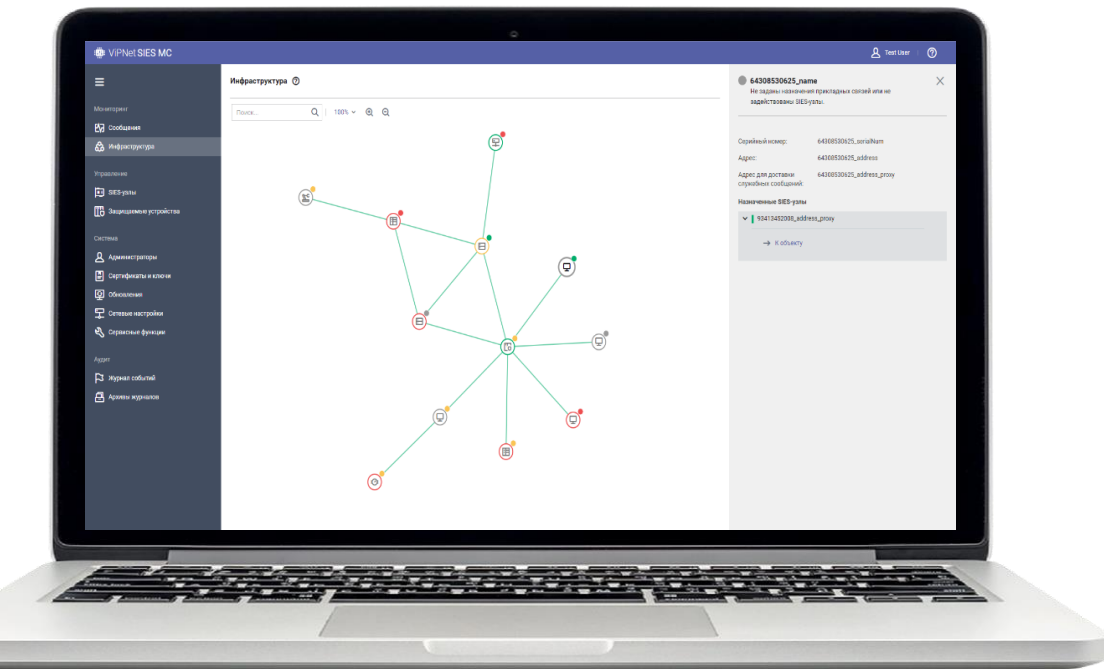 ViPNet SIES MC
Test User
Мониторинг
Сообщения
Инфраструктура
Управление
SIES-узлы
Защищаемые устройства
Система
Администраторы
Сертификаты и ключи
Обновления
Сетевые настройки
Сервисные функции
Аудит
Журнал событий
Архивы журналов
Инфраструктура
Поиск...
100%
64308530625_name
Не заданы назначения прикладных связей или не
задействованы SIES-узлы.
Серийный номер: 64308530625_serialNum
Адрес: 64308530625_address
Адрес для доставки 64308530625_address_proxy
служебных сообщений:
Назначенные SIES-узлы
93413452008_address_proxy
К объекту